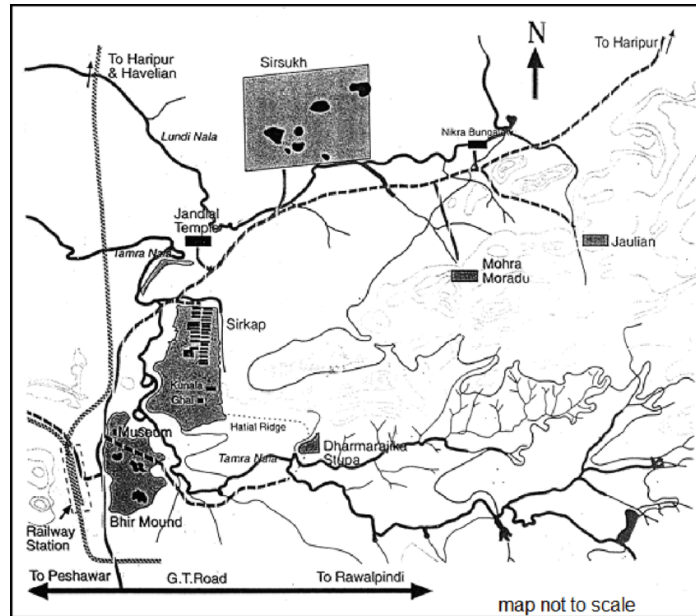 To Haripur
& Havelian
Sirsukh
N
To Haripur
Lundi Nala
Nikra Bungalow
Jandial
Temple
Jaulian
Tamra Nala
Mohra
Moradu
Sirkap
Kunala
Ghai
Hatial Ridge
Museum
Dharmarajika
Stupa
Tamra Nala
Bhir Mound
Railway
Station
To Peshawar
G.T.Road
To Rawalpindi
map not to scale